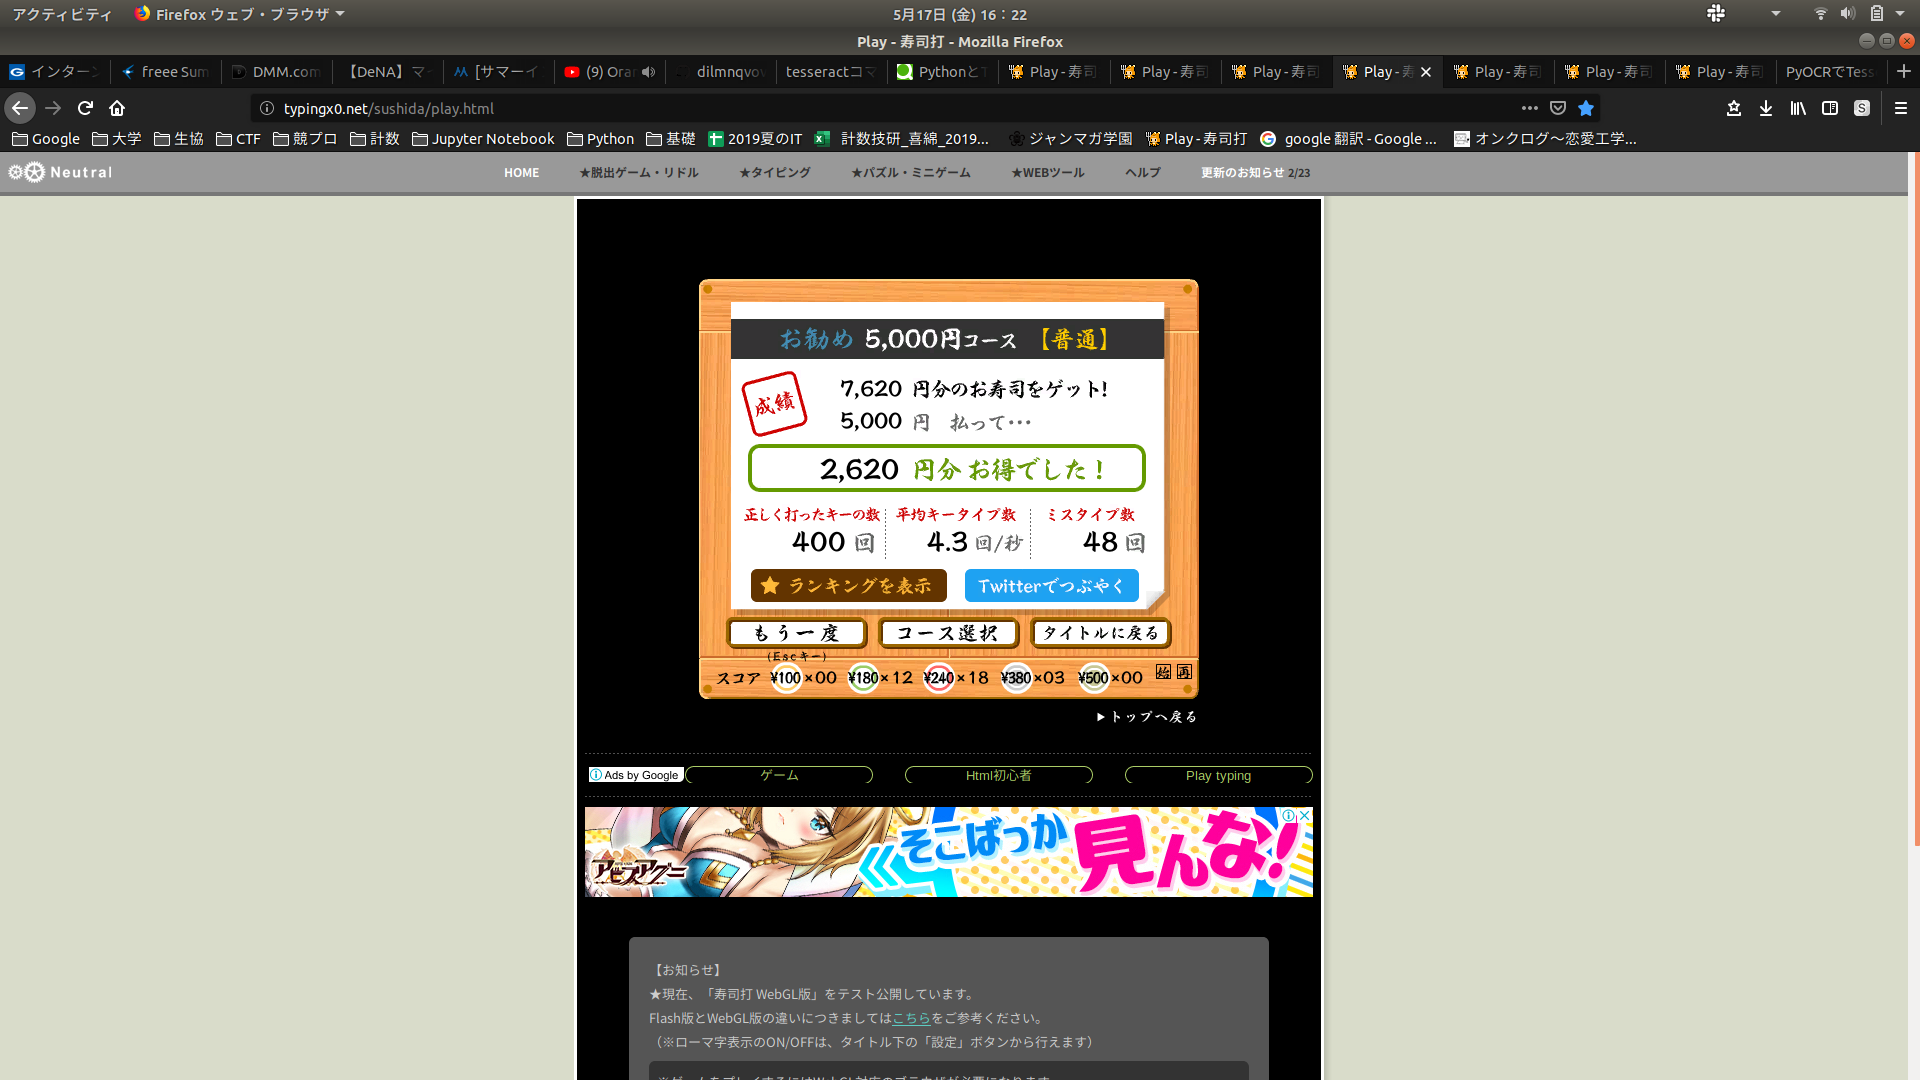 アクティビティ Firefox ウェブ・ブラウザ 5月17日 (金) 16：22
Play - 寿司打 - Mozilla Firefox
インターン freee Sum DMM.com 【DeNA】マ [サマーイ (9) Oran dilmnqvov tesseractコマ PythonとT Play - 寿司 Play - 寿司 Play - 寿司 Play - 寿 Play - 寿司 Play - 寿司 Play - 寿司 PyOCRでTess
typingx0.net/sushida/play.html
Google 大学 生協 CTF 競プロ 計数 Jupyter Notebook Python 基礎 2019夏のIT 計数技研_喜綿_2019... ジャンマガ学園 Play - 寿司打 google 翻訳 - Google ... オンクログ～恋愛工学...
Neutral HOME ★脱出ゲーム・リドル ★タイピング ★パズル・ミニゲーム ★WEBツール ヘルプ 更新のお知らせ 2/23
お勧め 5,000円コース 【普通】
成績
7,620 円分のお寿司をゲット!
5,000 円 払って･･･
2,620 円分 お得でした！
正しく打ったキーの数 平均キータイプ数 ミスタイプ数
400 回 4.3 回/秒 48 回
ランキングを表示 Twitterでつぶやく
もう一度 コース選択 タイトルに戻る
(Escキー)
スコア ¥100×00 ¥180×12 ¥240×18 ¥380×03 ¥500×00
▶トップへ戻る
Ads by Google ゲーム Html初心者 Play typing
アビスアグニー そこばっか見んな!
【お知らせ】
★現在、「寿司打 WebGL版」をテスト公開しています。
Flash版とWebGL版の違いにつきましてはこちらをご参考ください。
（※ローマ字表示のON/OFFは、タイトル下の「設定」ボタンから行えます）